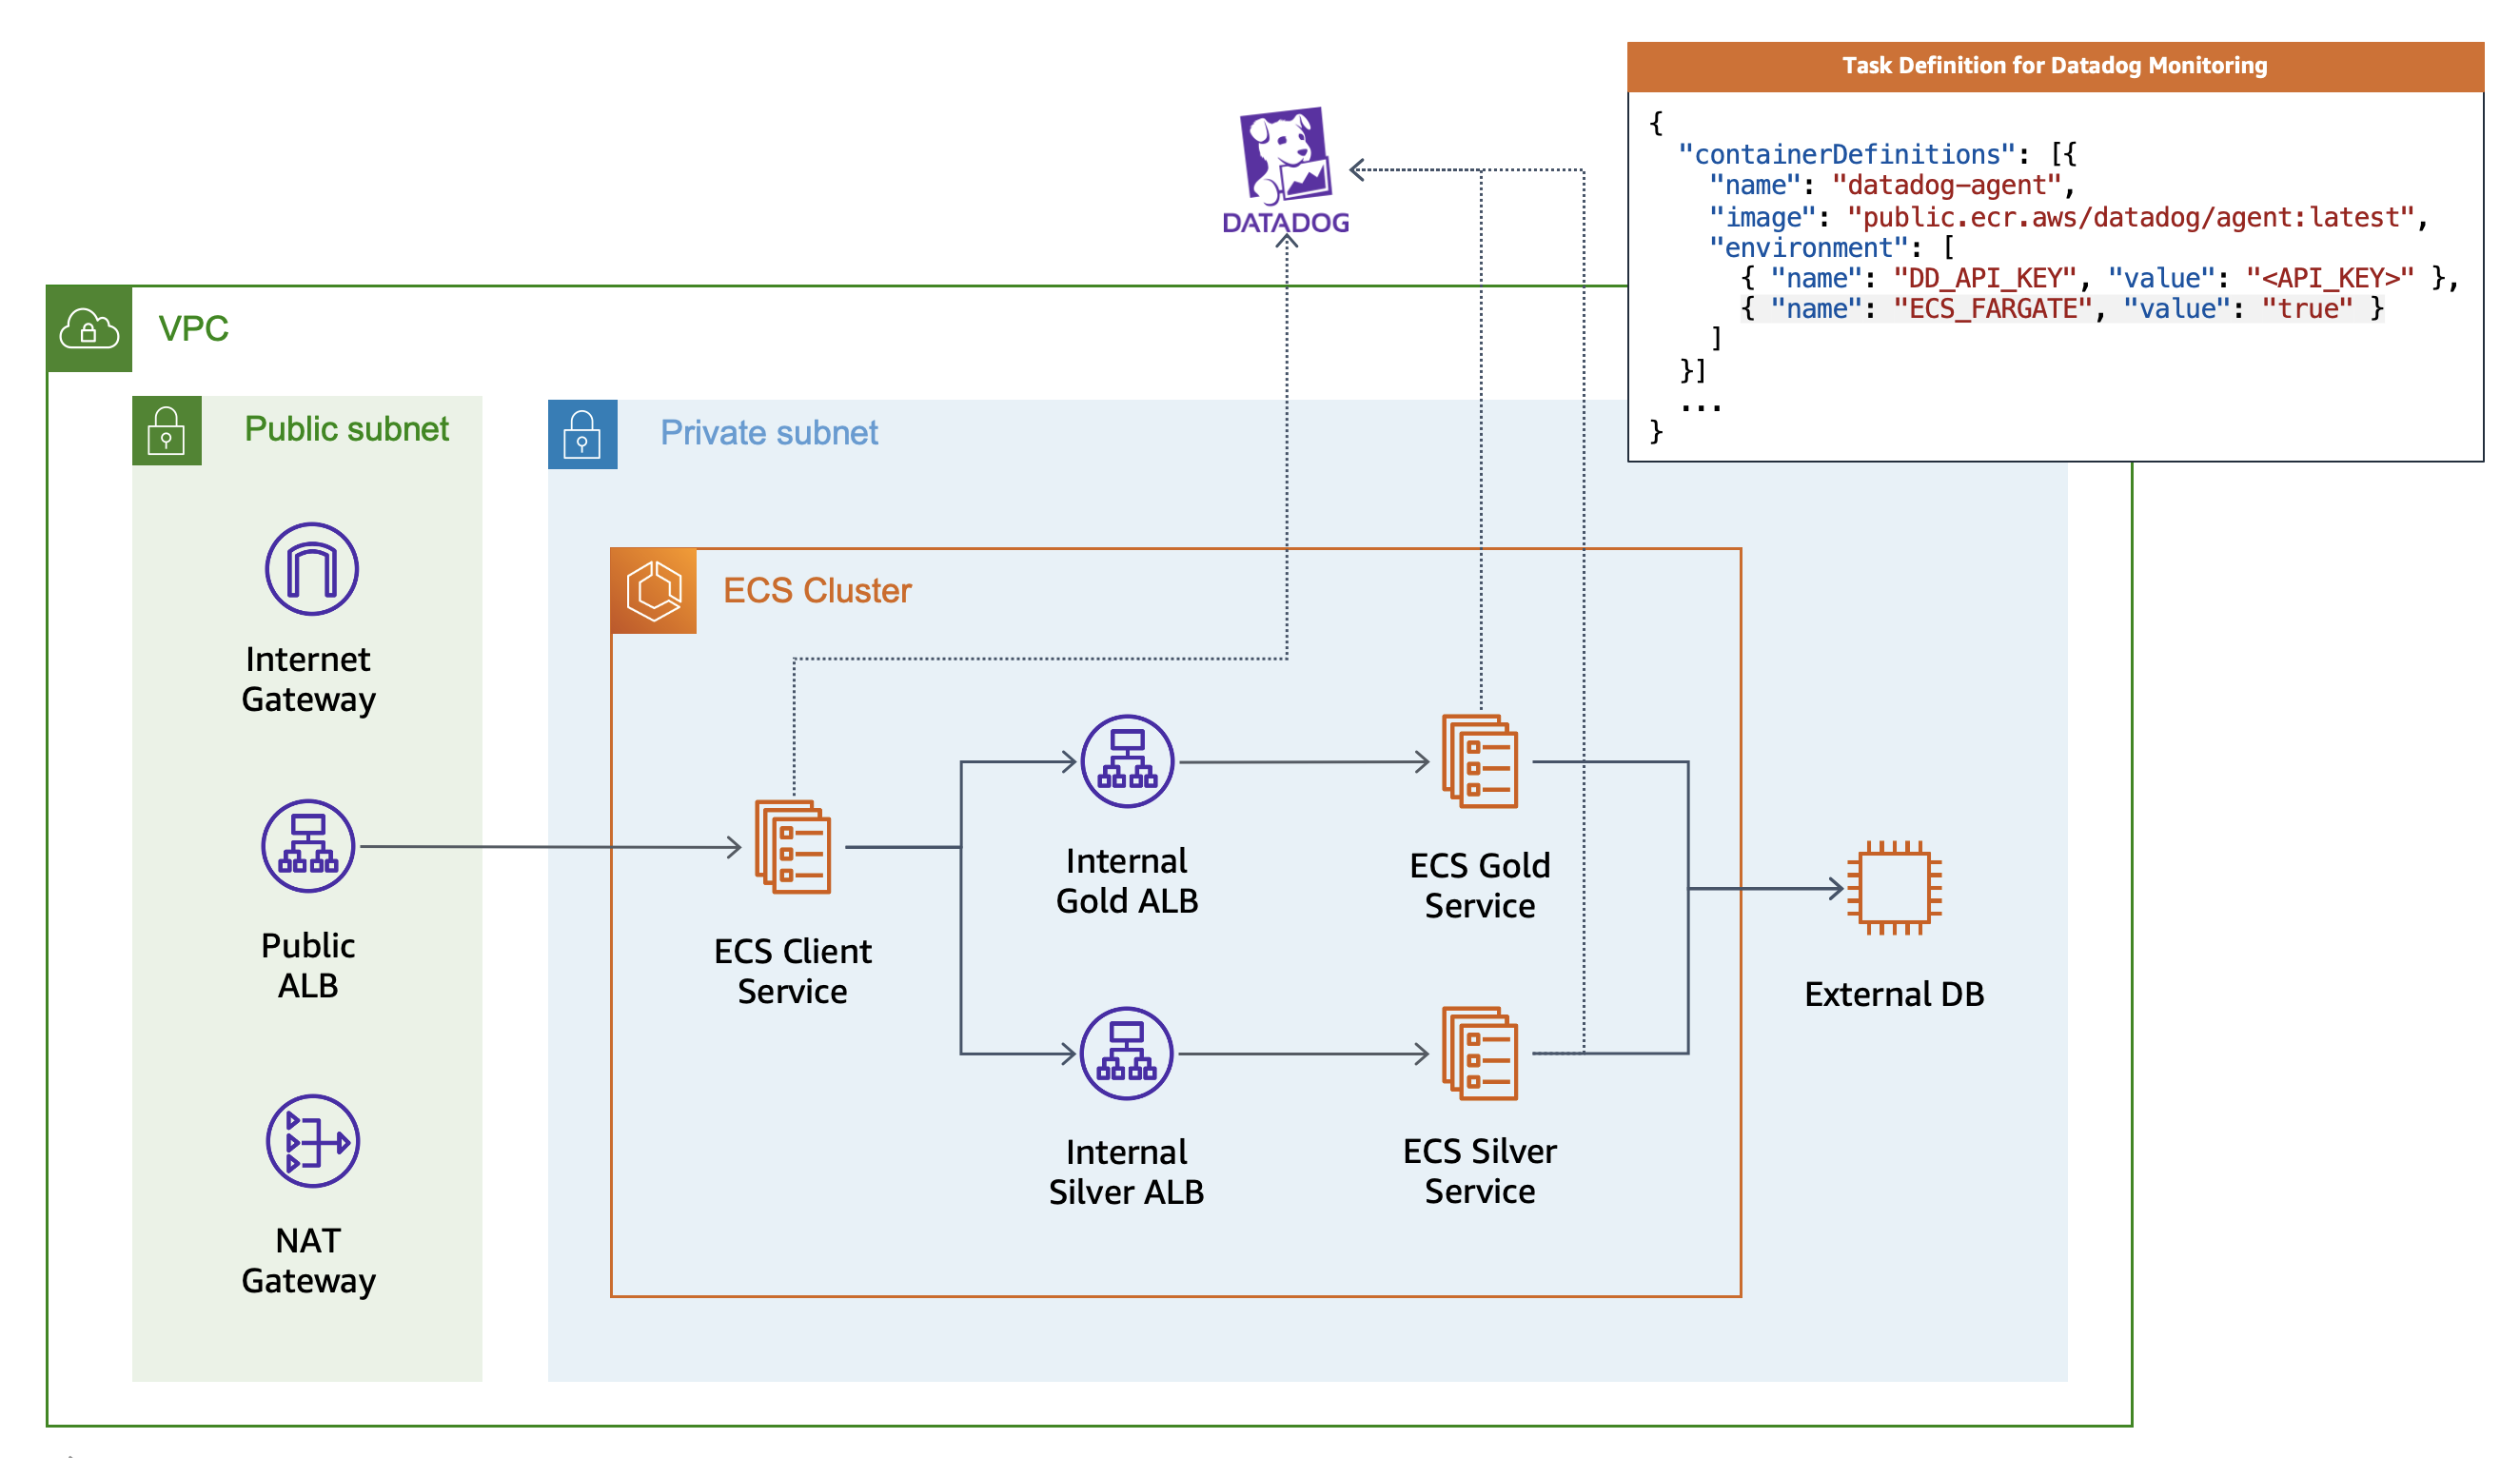 Task Definition for Datadog Monitoring
{
"containerDefinitions": [{
"name": "datadog-agent",
"image": "public.ecr.aws/datadog/agent:latest",
"environment": [
{ "name": "DD_API_KEY", "value": "<API_KEY>" },
{ "name": "ECS_FARGATE", "value": "true" }
]
}]
...
}
DATADOG
VPC
Public subnet
Private subnet
ECS Cluster
Internet
Gateway
Public
ALB
NAT
Gateway
ECS Client
Service
Internal
Gold ALB
ECS Gold
Service
Internal
Silver ALB
ECS Silver
Service
External DB